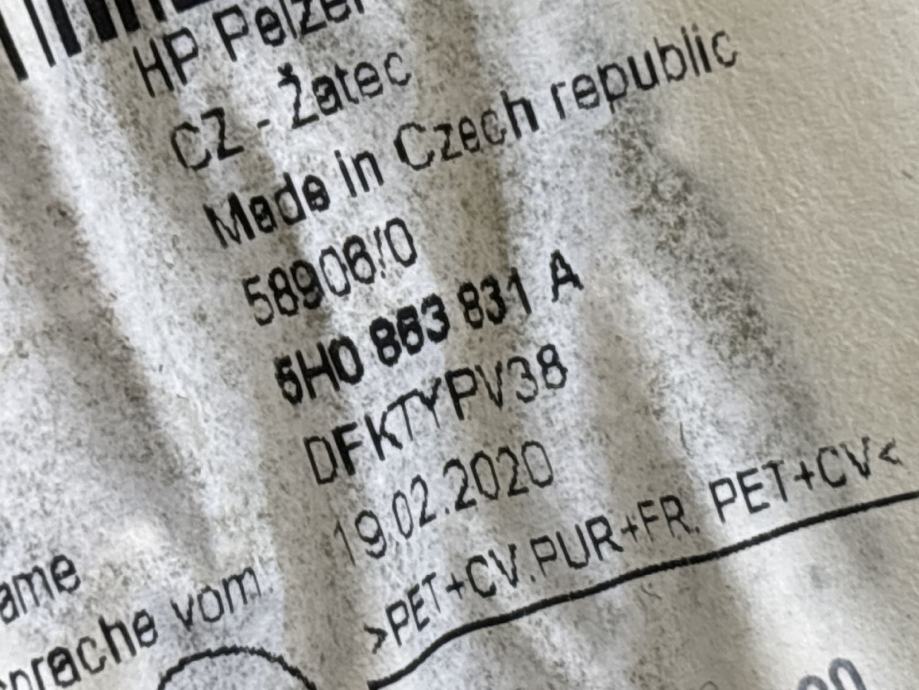 HP Pelzer
CZ - Žatec
Made in Czech republic
58906/0
5H0 863 831 A
DFKTYPV38
19.02.2020
>PET+CV.PUR+FR. PET+CV<
ame
prache vom: